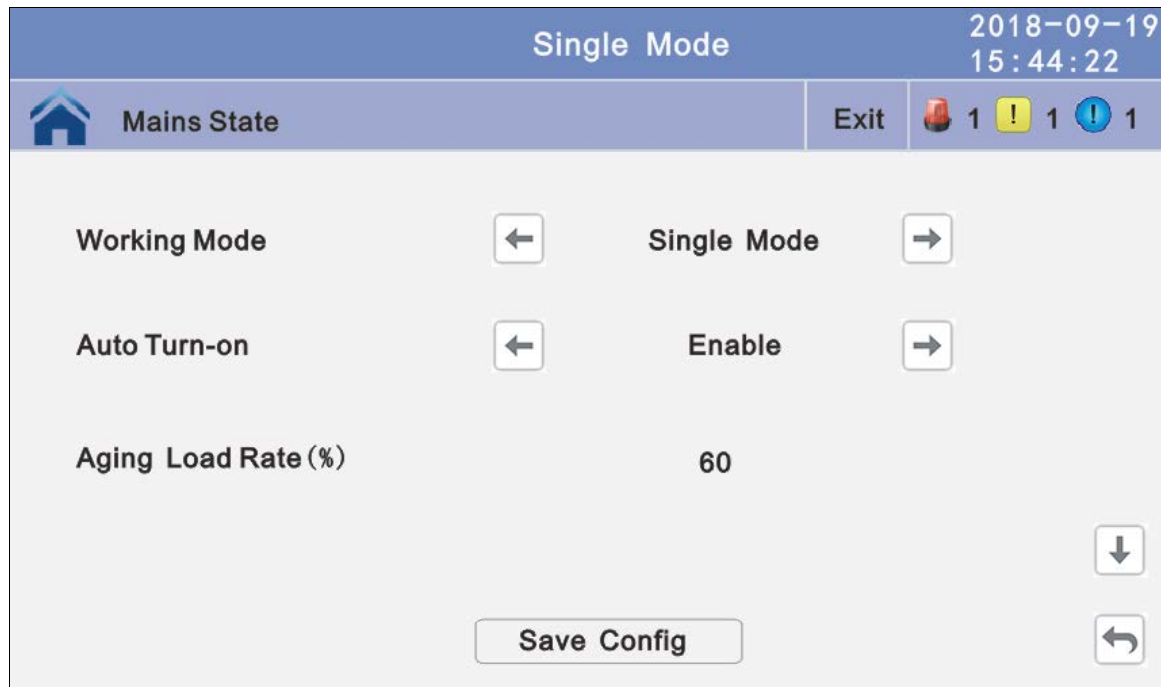 Single Mode
2018-09-19
15:44:22
Mains State
Exit
1 ! 1 ! 1
Working Mode
Single Mode
Auto Turn-on
Enable
Aging Load Rate(%)
60
Save Config